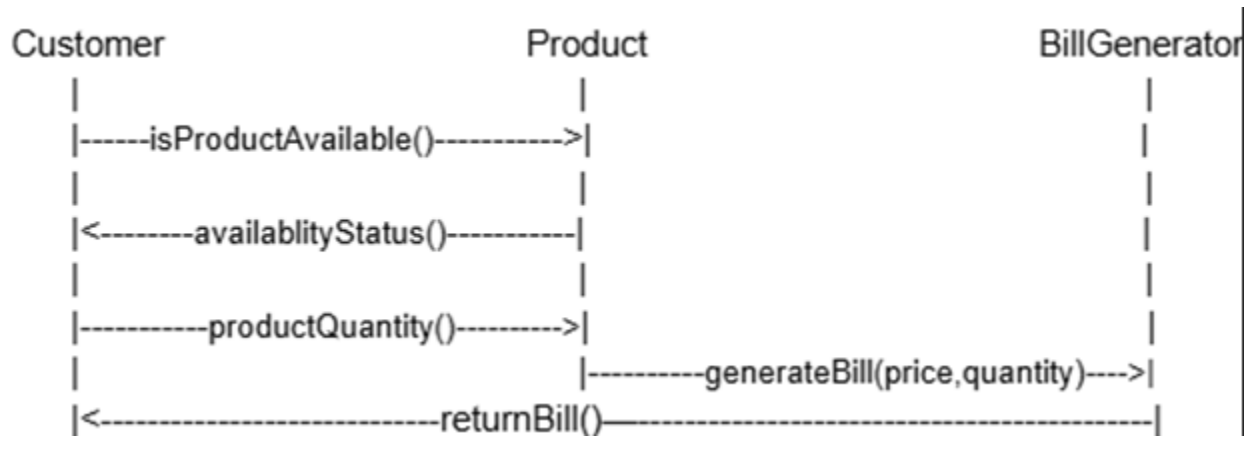 Customer Product BillGenerator
| | |
|------isProductAvailable()----------->| |
| | |
|<--------availablityStatus()-----------| |
| | |
|-----------productQuantity()---------->| |
| |----------generateBill(price,quantity)---->|
|<---------------------------returnBill()—-----------------------------------------|